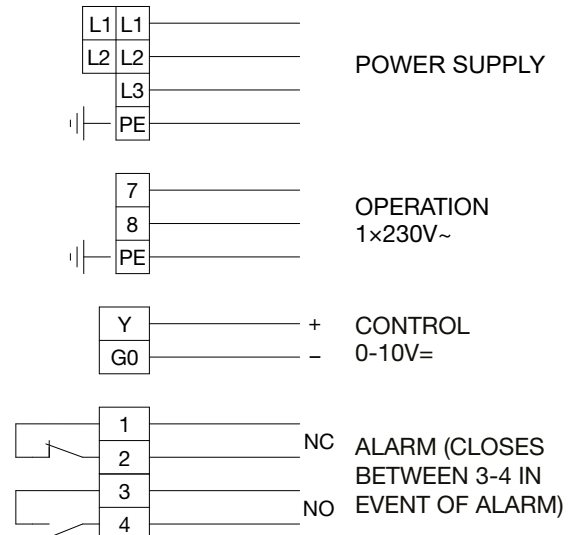 L1 L1
L2 L2
L3
PE
POWER SUPPLY
7
8
PE
OPERATION
1×230V~
Y +
G0 –
CONTROL
0-10V=
1
2
NC
3
4
NO
ALARM (CLOSES
BETWEEN 3-4 IN
EVENT OF ALARM)